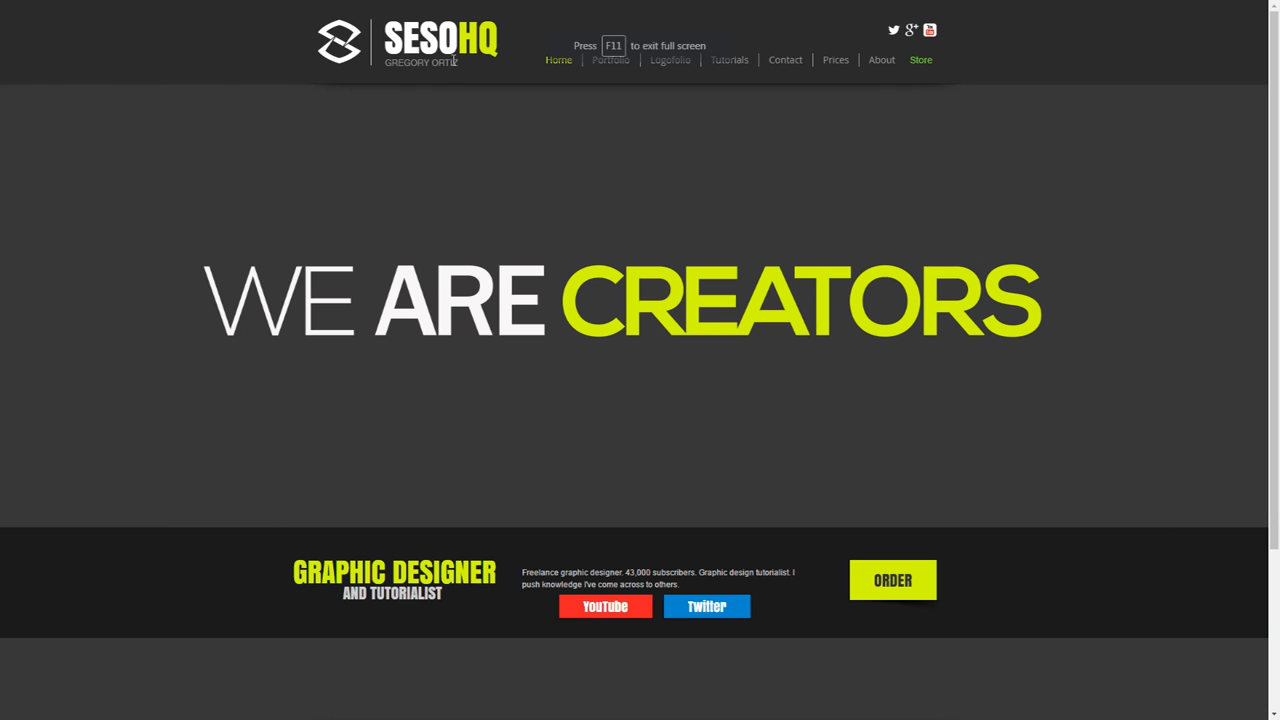 SESOHQ
GREGORY ORTIZ
Press F11 to exit full screen
Home Portfolio Logofolio Tutorials Contact Prices About Store
WE ARE CREATORS
GRAPHIC DESIGNER
AND TUTORIALIST
Freelance graphic designer. 43,000 subscribers. Graphic design tutorialist. I
push knowledge I've come across to others.
YouTube Twitter
ORDER